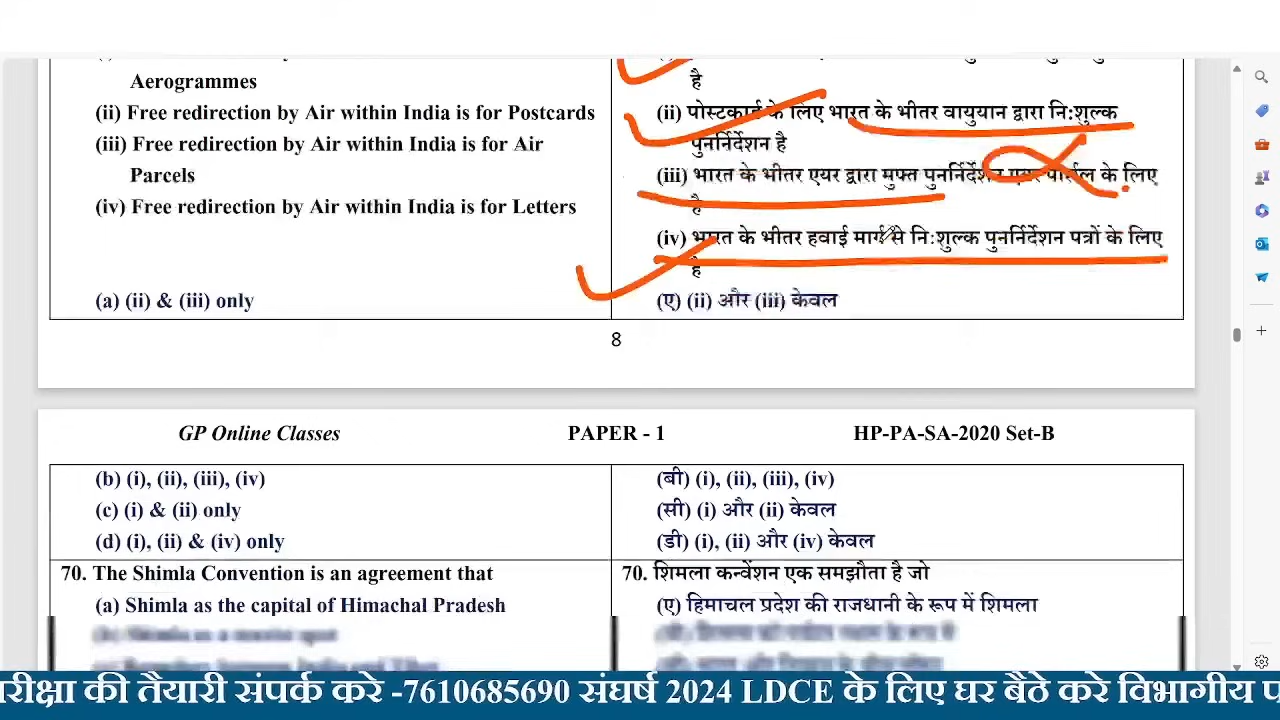 Aerogrammes
(ii) Free redirection by Air within India is for Postcards
(iii) Free redirection by Air within India is for Air
Parcels
(iv) Free redirection by Air within India is for Letters
(a) (ii) & (iii) only
है
(ii) पोस्टकार्ड के लिए भारत के भीतर वायुयान द्वारा नि:शुल्क
पुनर्निर्देशन है
(iii) भारत के भीतर एयर द्वारा मुफ्त पुनर्निर्देशन एयर पार्सल के लिए
है
(iv) भारत के भीतर हवाई मार्ग से नि:शुल्क पुनर्निर्देशन पत्रों के लिए
है
(ए) (ii) और (iii) केवल
8
GP Online Classes PAPER - 1 HP-PA-SA-2020 Set-B
(b) (i), (ii), (iii), (iv)
(c) (i) & (ii) only
(d) (i), (ii) & (iv) only
(बी) (i), (ii), (iii), (iv)
(सी) (i) और (ii) केवल
(डी) (i), (ii) और (iv) केवल
70. The Shimla Convention is an agreement that
(a) Shimla as the capital of Himachal Pradesh
70. शिमला कन्वेंशन एक समझौता है जो
(ए) हिमाचल प्रदेश की राजधानी के रूप में शिमला
की तैयारी संपर्क करे -7610685690 संघर्ष 2024 LDCE के लिए घर बैठे करे विभागीय